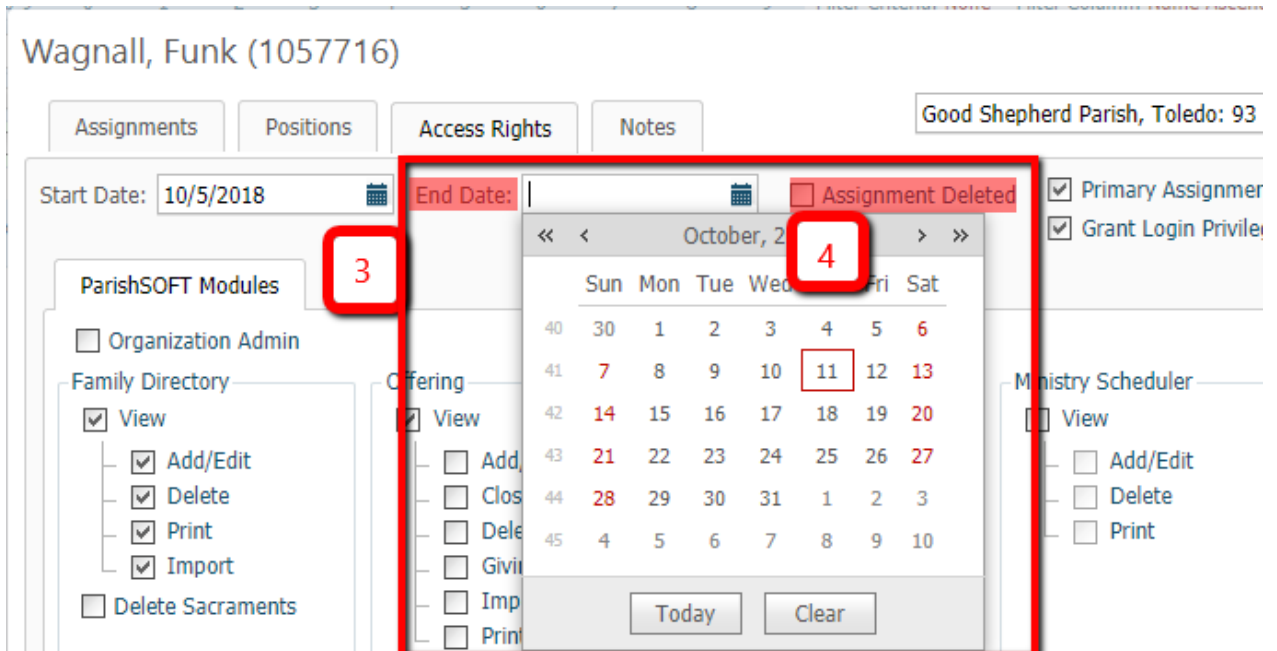 Wagnall, Funk (1057716)
Assignments Positions Access Rights Notes Good Shepherd Parish, Toledo: 93
Start Date: 10/5/2018 End Date: Assignment Deleted Primary Assignmen
Grant Login Privileg
« ‹ October, 2 › »
3 4
ParishSOFT Modules
Sun Mon Tue Wed Fri Sat
40 30 1 2 3 4 5 6
Organization Admin
41 7 8 9 10 11 12 13
Family Directory Offering Ministry Scheduler
View View View
42 14 15 16 17 18 19 20
Add/Edit Add/ Add/Edit
43 21 22 23 24 25 26 27
Delete Clos Delete
44 28 29 30 31 1 2 3
Print Dele Print
45 4 5 6 7 8 9 10
Import Givi
Delete Sacraments Imp
Today Clear
Print